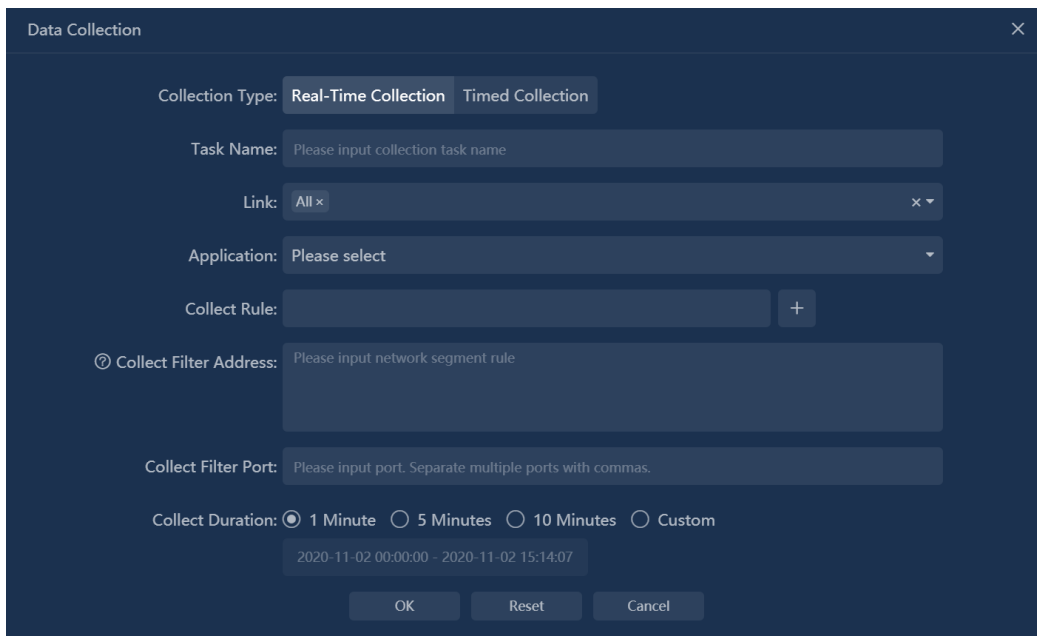 Data Collection ×
Collection Type: Real-Time Collection Timed Collection
Task Name: Please input collection task name
Link: All × ×
Application: Please select
Collect Rule: +
? Collect Filter Address: Please input network segment rule
Collect Filter Port: Please input port. Separate multiple ports with commas.
Collect Duration: 1 Minute 5 Minutes 10 Minutes Custom
2020-11-02 00:00:00 - 2020-11-02 15:14:07
OK Reset Cancel